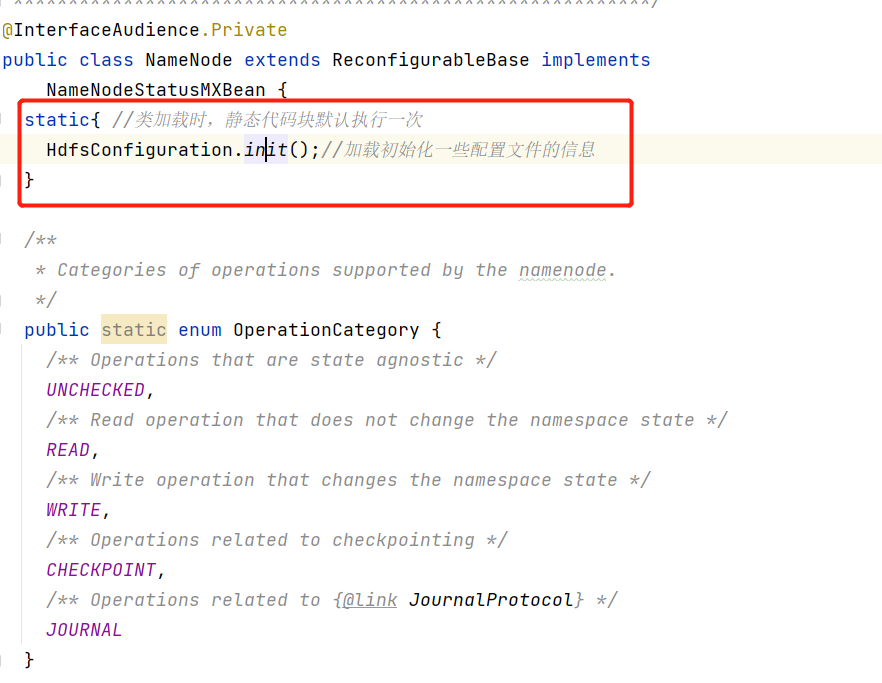 @InterfaceAudience.Private
public class NameNode extends ReconfigurableBase implements
NameNodeStatusMXBean {
static{ //类加载时，静态代码块默认执行一次
HdfsConfiguration.init();//加载初始化一些配置文件的信息
}
/**
* Categories of operations supported by the namenode.
*/
public static enum OperationCategory {
/** Operations that are state agnostic */
UNCHECKED,
/** Read operation that does not change the namespace state */
READ,
/** Write operation that changes the namespace state */
WRITE,
/** Operations related to checkpointing */
CHECKPOINT,
/** Operations related to {@link JournalProtocol} */
JOURNAL
}